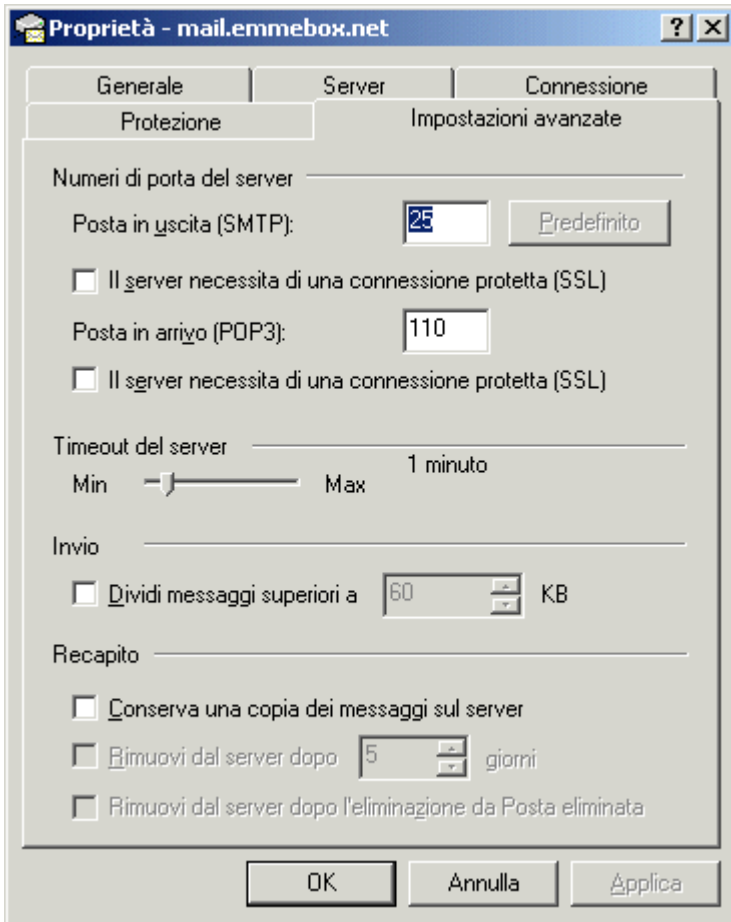 Proprietà - mail.emmebox.net
Generale Server Connessione
Protezione Impostazioni avanzate
Numeri di porta del server
Posta in uscita (SMTP): 25 Predefinito
Il server necessita di una connessione protetta (SSL)
Posta in arrivo (POP3): 110
Il server necessita di una connessione protetta (SSL)
Timeout del server
Min Max 1 minuto
Invio
Dividi messaggi superiori a 60 KB
Recapito
Conserva una copia dei messaggi sul server
Rimuovi dal server dopo 5 giorni
Rimuovi dal server dopo l'eliminazione da Posta eliminata
OK Annulla Applica